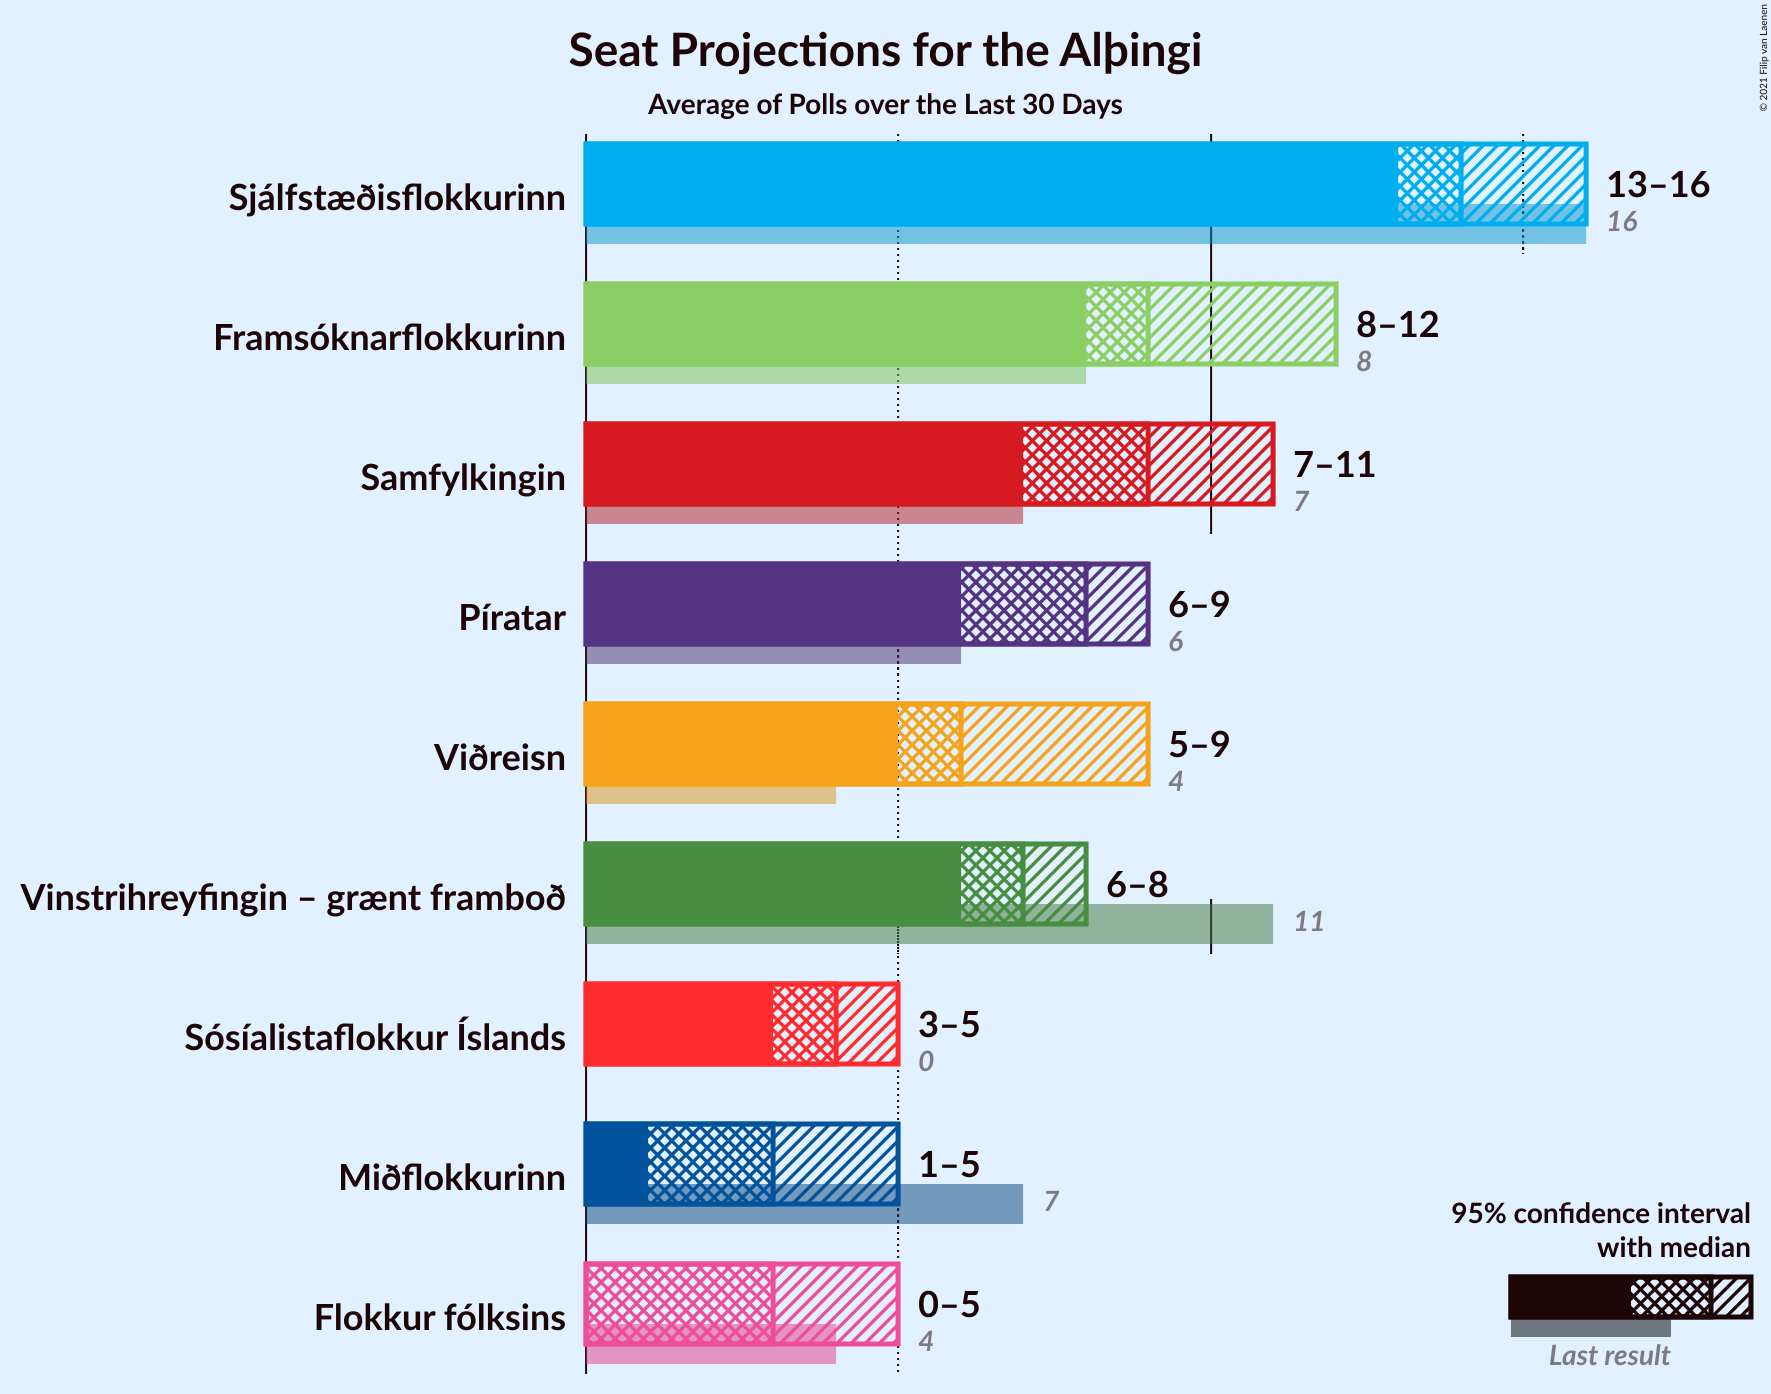 Seat Projections for the Alþingi
Average of Polls over the Last 30 Days
© 2021 Filip van Laenen
Sjálfstæðisflokkurinn
13–16
16
Framsóknarflokkurinn
8–12
8
Samfylkingin
7–11
7
Píratar
6–9
6
Viðreisn
5–9
4
Vinstrihreyfingin – grænt framboð
6–8
11
Sósíalistaflokkur Íslands
3–5
0
Miðflokkurinn
1–5
7
Flokkur fólksins
0–5
4
95% confidence interval
with median
Last result